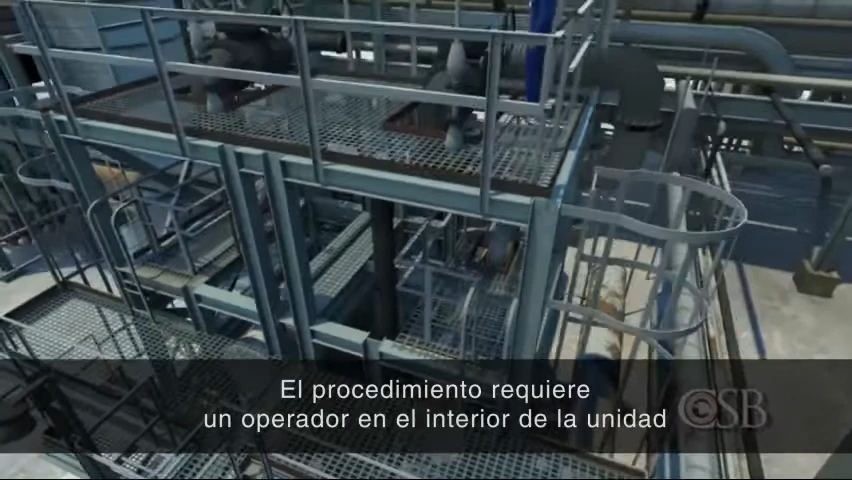 El procedimiento requiere
un operador en el interior de la unidad
CSB